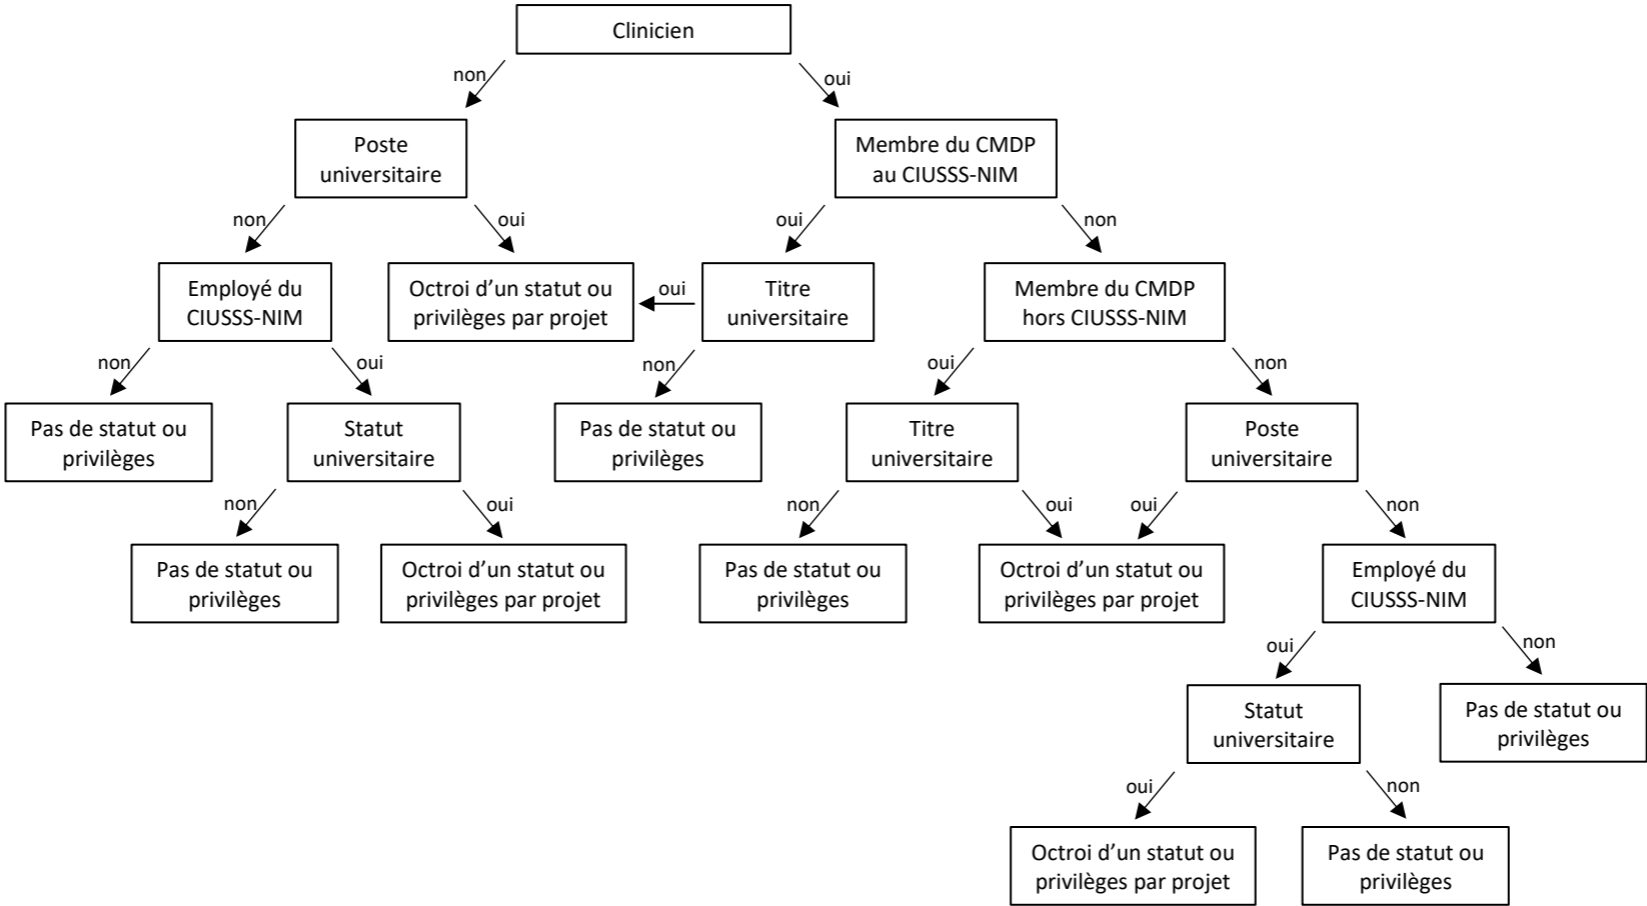 Clinicien
non
oui
Poste
universitaire
Membre du CMDP
au CIUSSS-NIM
non
oui
oui
non
Employé du
CIUSSS-NIM
Octroi d’un statut ou
privilèges par projet
oui
Titre
universitaire
Membre du CMDP
hors CIUSSS-NIM
non
oui
non
oui
non
Pas de statut ou
privilèges
Statut
universitaire
Pas de statut ou
privilèges
Titre
universitaire
Poste
universitaire
non
oui
non
oui
oui
non
Pas de statut ou
privilèges
Octroi d’un statut ou
privilèges par projet
Pas de statut ou
privilèges
Octroi d’un statut ou
privilèges par projet
Employé du
CIUSSS-NIM
oui
non
Statut
universitaire
Pas de statut ou
privilèges
oui
non
Octroi d’un statut ou
privilèges par projet
Pas de statut ou
privilèges